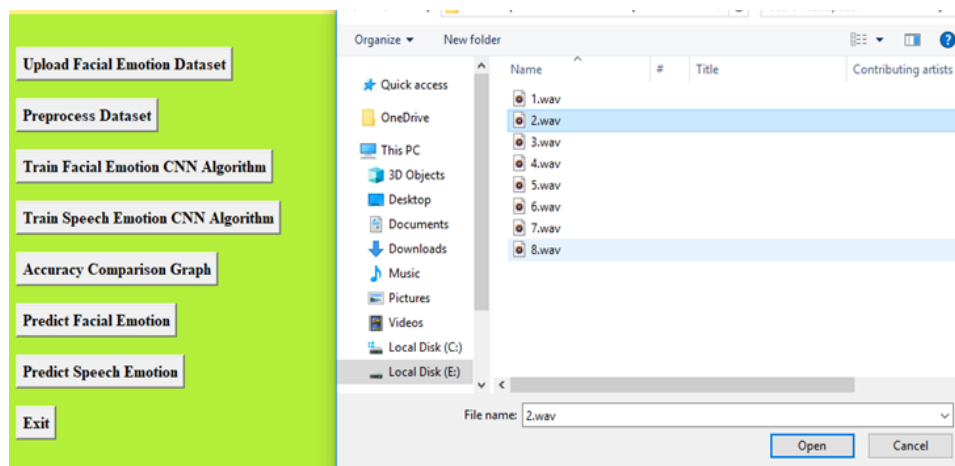 Upload Facial Emotion Dataset
Preprocess Dataset
Train Facial Emotion CNN Algorithm
Train Speech Emotion CNN Algorithm
Accuracy Comparison Graph
Predict Facial Emotion
Predict Speech Emotion
Exit
Organize New folder
?
Quick access
OneDrive
This PC
3D Objects
Desktop
Documents
Downloads
Music
Pictures
Videos
Local Disk (C:)
Local Disk (E:)
Name # Title Contributing artists
1.wav
2.wav
3.wav
4.wav
5.wav
6.wav
7.wav
8.wav
File name: 2.wav
Open Cancel